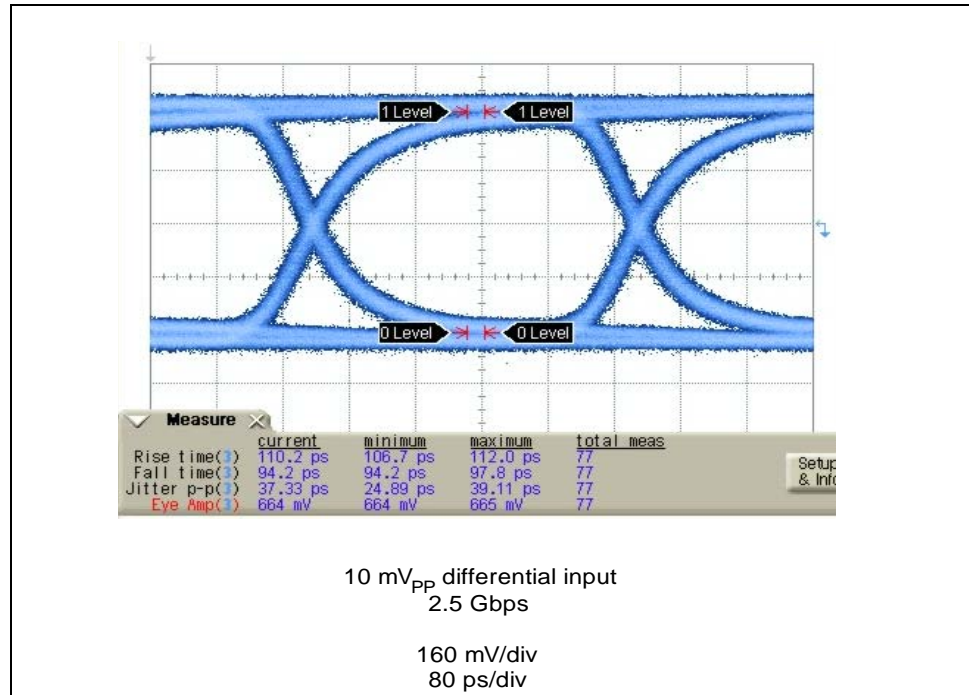 1 Level 1 Level
0 Level 0 Level
Measure
current minimum maximum total meas
Rise time(3) 110.2 ps 106.7 ps 112.0 ps 77
Fall time(3) 94.2 ps 94.2 ps 97.8 ps 77
Jitter p-p(3) 37.33 ps 24.89 ps 39.11 ps 77
Eye Amp(3) 664 mV 664 mV 665 mV 77
Setup
& Info
10 mVPP differential input
2.5 Gbps
160 mV/div
80 ps/div